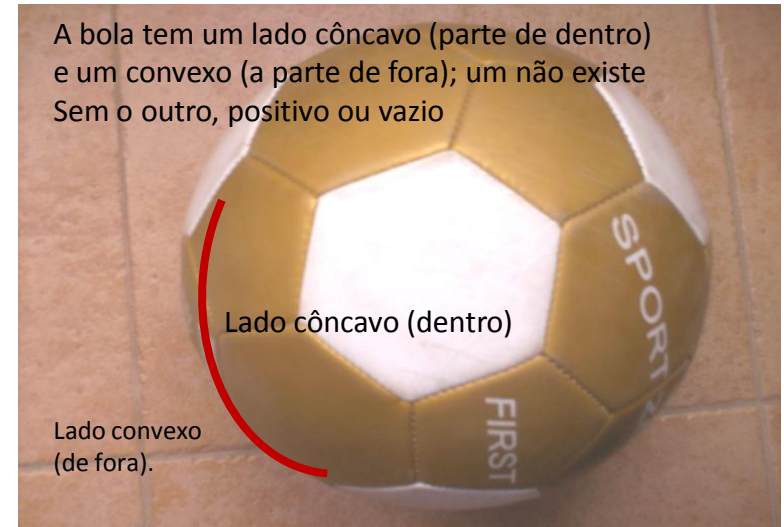 A bola tem um lado côncavo (parte de dentro)
e um convexo (a parte de fora); um não existe
Sem o outro, positivo ou vazio
SPORT
Lado côncavo (dentro)
FIRST
Lado convexo
(de fora).